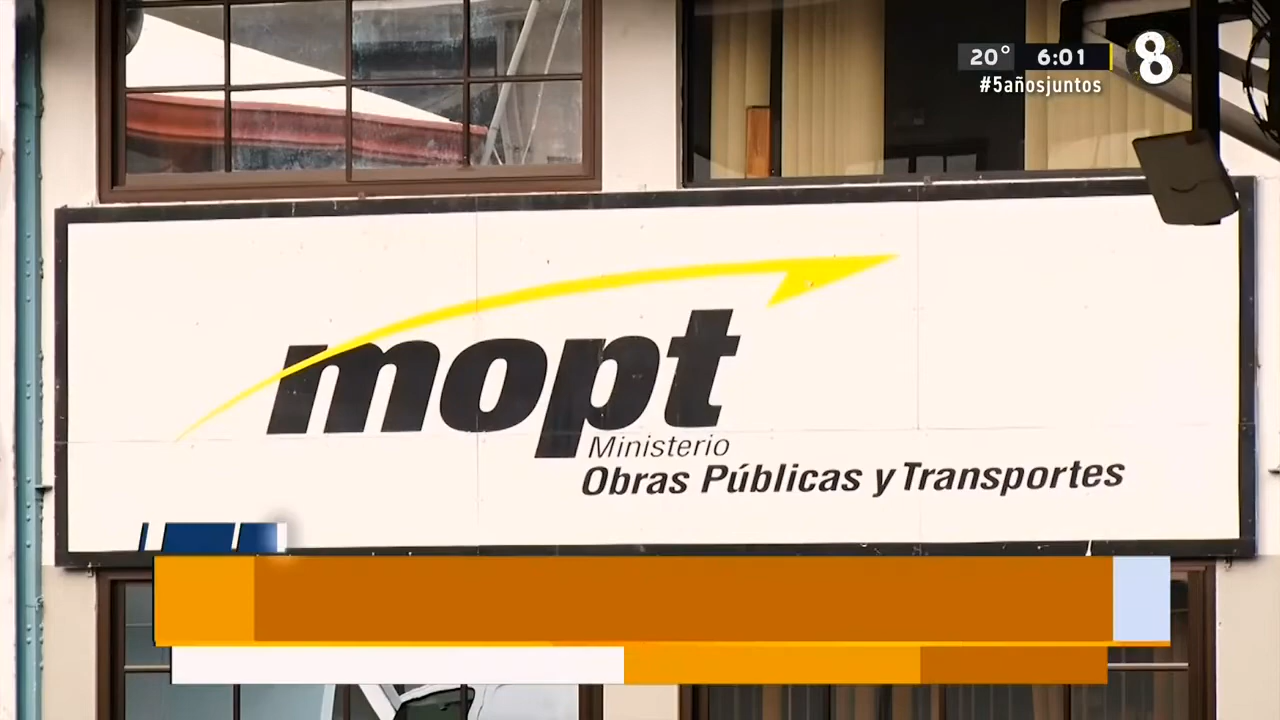 20° 6:01 8
#5añosjuntos
mopt
Ministerio
Obras Públicas y Transportes